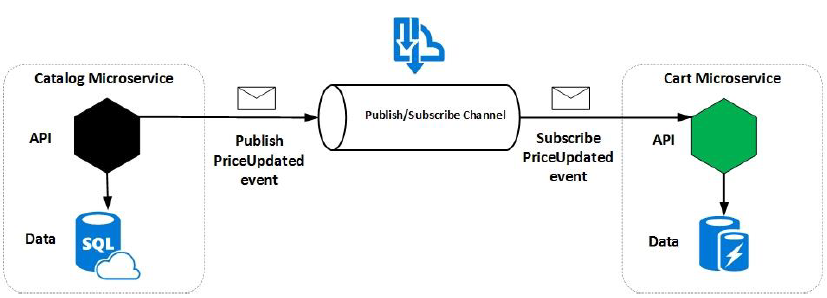 Catalog Microservice
Cart Microservice
API
Publish/Subscribe Channel
API
Publish
PriceUpdated
event
Subscribe
PriceUpdated
event
Data
SQL
Data